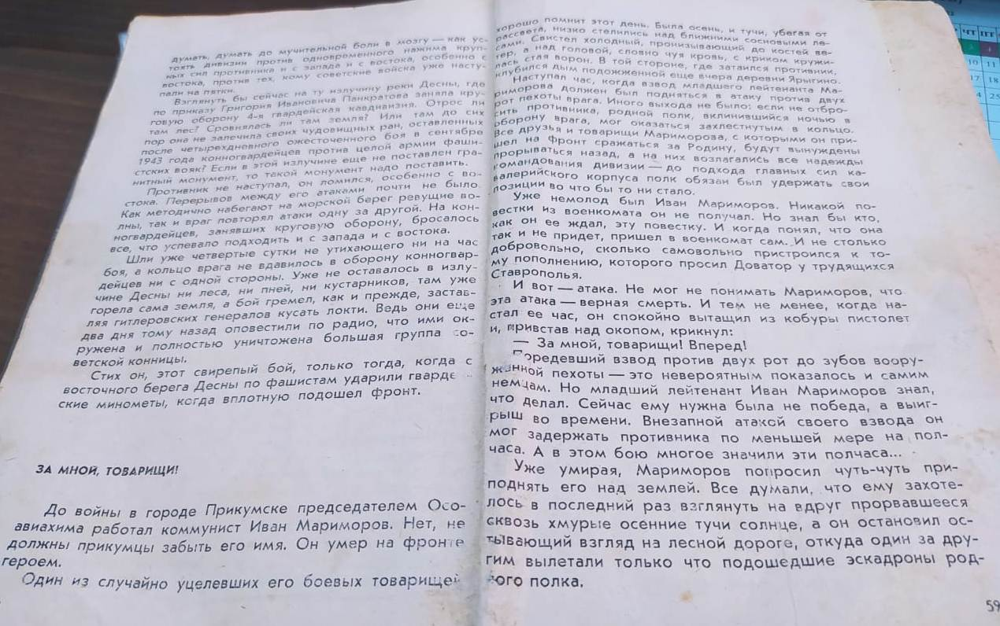 думать, думать до мучительной боли в мозгу — как ус-
тоять дивизии против одновременного нажима круп-
ных сил противника и с запада и с востока, особенно с
востока, против тех, кому советские войска уже насту-
пали на пятки.
Взглянуть бы сейчас на ту излучину реки Десны, где
по приказу Григория Ивановича Панкратова заняла кру-
говую оборону 4-я гвардейская кавдивизия. Отрос ли
там лес? Сровнялась ли там земля? Или там до сих
пор она не залечила своих чудовищных ран, оставленных
после четырехдневного ожесточенного боя в сентябре
1943 года конногвардейцев против целой армии фаши-
стских вояк? Если в этой излучине еще не поставлен гра-
нитный монумент, то такой монумент надо поставить.
Противник не наступал, он ломился, особенно с во-
стока. Перерывов между его атаками почти не было.
Как методично набегают на морской берег ревущие во-
лны, так и враг повторял атаки одну за другой. На кон-
ногвардейцев, занявших круговую оборону, бросалось
все, что успевало подходить и с запада и с востока.
Шли уже четвертые сутки не утихающего ни на час
боя, а кольцо врага не вдавилось в оборону конногвар-
дейцев ни с одной стороны. Уже не оставалось в излу-
чине Десны ни леса, ни пней, ни кустарников, там уже
горела сама земля, а бой гремел, как и прежде, застав-
ляя гитлеровских генералов кусать локти. Ведь они еще
два дня тому назад оповестили по радио, что ими ок-
ружена и полностью уничтожена большая группа со-
ветской конницы.
Стих он, этот свирепый бой, только тогда, когда с
восточного берега Десны по фашистам ударили гварде
ские минометы, когда вплотную подошел фронт.
ЗА МНОЙ, ТОВАРИЩИ!
До войны в городе Прикумске председателем Осо-
авиахима работал коммунист Иван Мариморов. Нет, не
должны прикумцы забыть его имя. Он умер на фронте
героем.
Один из случайно уцелевших его боевых товарищей
хорошо помнит этот день. Была осень, и тучи, убегая от
рассвета, низко стелились над ближними сосновыми ле-
сами. Свистел холодный, пронизывающий до костей ве-
тер, а над головой, словно чуя кровь, с криком кружи-
лась стая ворон. В той стороне, где затаился противник,
клубился дым подожженной еще вчера деревни Ярыгино.
Наступал час, когда взвод младшего лейтенанта Ма-
риморова должен был подняться в атаку против двух
рот пехоты врага. Иного выхода не было: если не отбро-
сить противника, родной полк, вклинившийся ночью в
оборону врага, мог оказаться захлестнутым в кольцо.
Все друзья и товарищи Мариморова, с которыми он при-
шел на фронт сражаться за Родину, будут вынуждены
прорываться назад, а на них возлагались все надежды
командования дивизии — до подхода главных сил ка-
валерийского корпуса полк обязан был удержать свои
позиции во что бы то ни стало.
Уже немолод был Иван Мариморов. Никакой по-
вестки из военкомата он не получал. Но знал бы кто,
как он ее ждал, эту повестку. И когда понял, что она
так и не придет, пришел в военкомат сам. И не столько
добровольно, сколько самовольно пристроился к то-
му пополнению, которого просил Доватор у трудящихся
Ставрополья.
И вот — атака. Не мог не понимать Мариморов, что
эта атака — верная смерть. И тем не менее, когда на-
стал ее час, он спокойно вытащил из кобуры пистолет
и, привстав над окопом, крикнул:
— За мной, товарищи! Вперед!
Поредевший взвод против двух рот до зубов воору-
женной пехоты — это невероятным показалось и самим
немцам. Но младший лейтенант Иван Мариморов знал,
что делал. Сейчас ему нужна была не победа, а выиг-
рыш во времени. Внезапной атакой своего взвода он
мог задержать противника по меньшей мере на пол-
часа. А в этом бою многое значили эти полчаса...
Уже умирая, Мариморов попросил чуть-чуть при-
поднять его над землей. Все думали, что ему захоте-
лось в последний раз взглянуть на вдруг прорвавшееся
сквозь хмурые осенние тучи солнце, а он остановил ос-
тывающий взгляд на лесной дороге, откуда один за дру-
гим вылетали только что подошедшие эскадроны род-
ного полка.
59
ЧТ ПТ
10 11
17 18
4 25